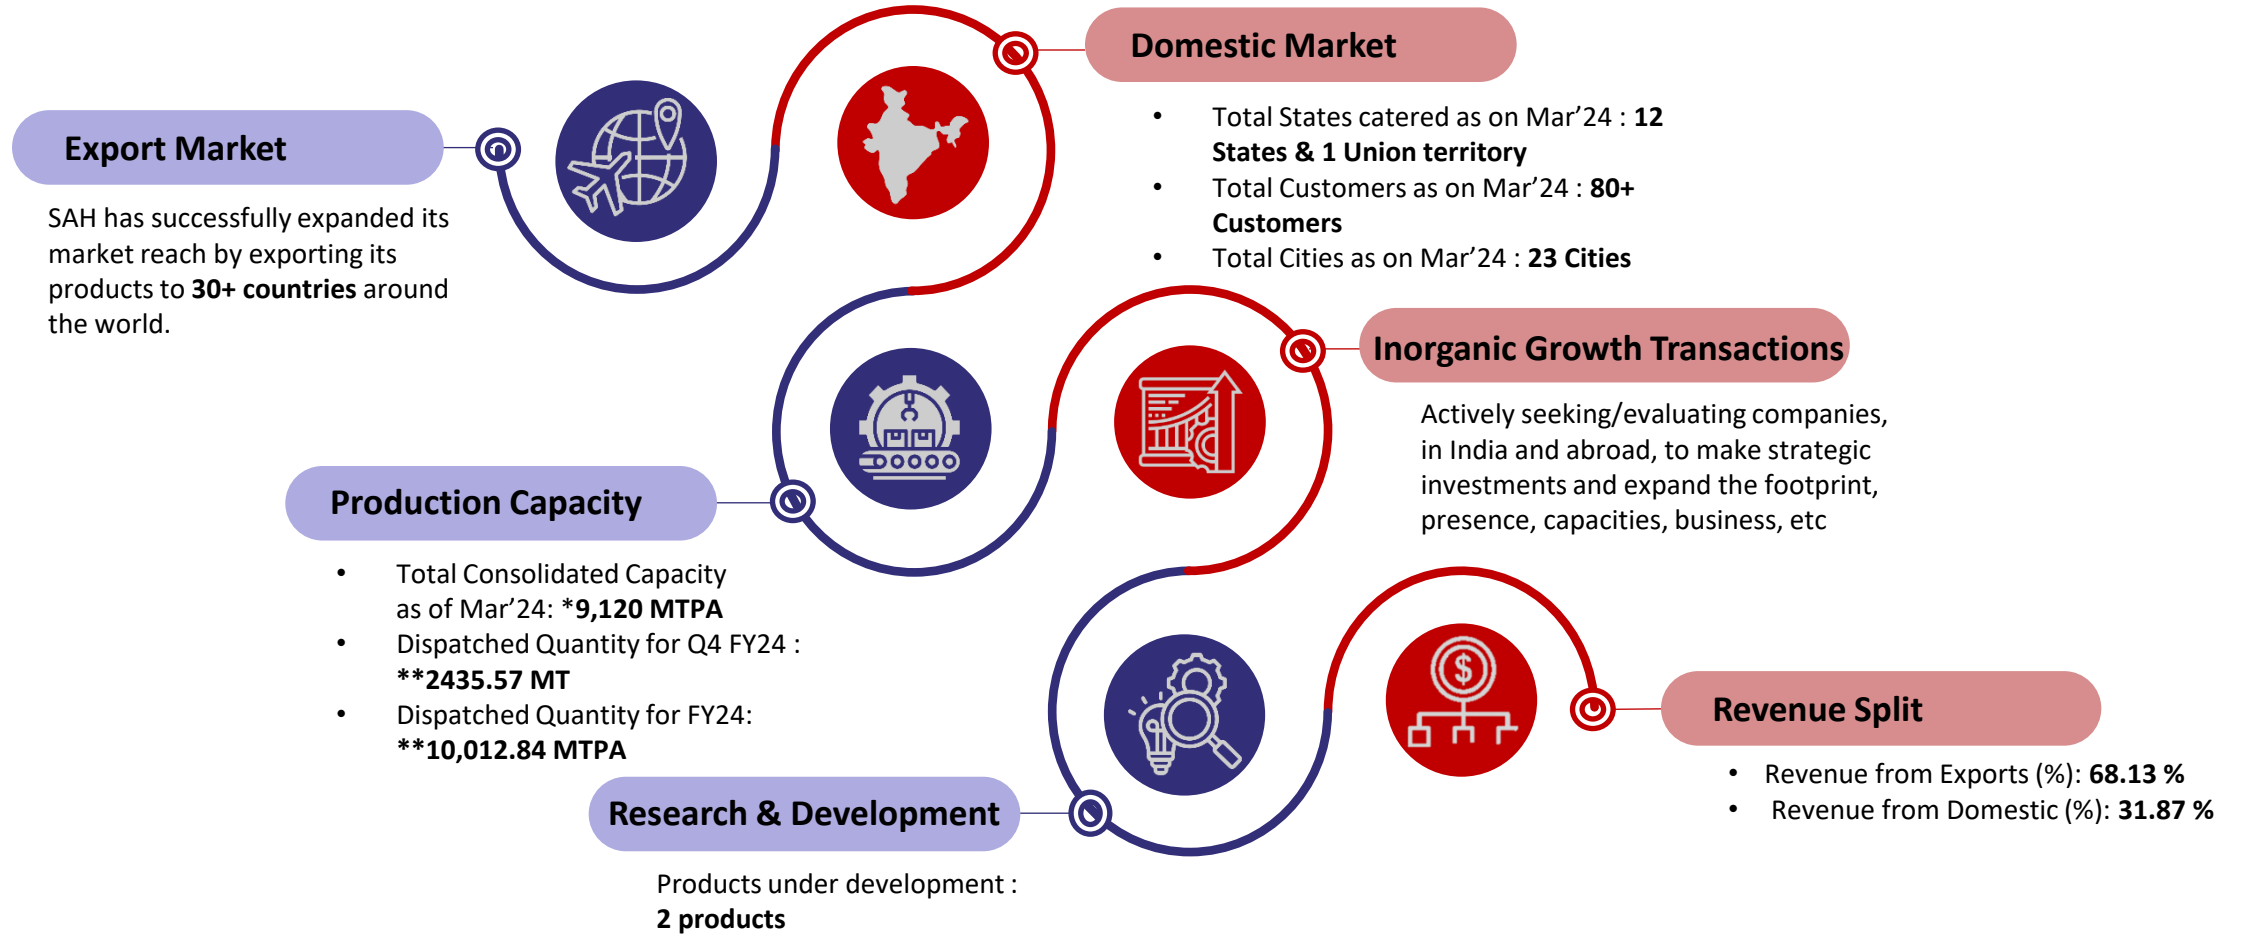 Export Market
SAH has successfully expanded its
market reach by exporting its
products to 30+ countries around
the world.
Domestic Market
• Total States catered as on Mar’24 : 12
States & 1 Union territory
• Total Customers as on Mar’24 : 80+
Customers
• Total Cities as on Mar’24 : 23 Cities
Production Capacity
• Total Consolidated Capacity
as of Mar’24: *9,120 MTPA
• Dispatched Quantity for Q4 FY24 :
**2435.57 MT
• Dispatched Quantity for FY24:
**10,012.84 MTPA
Inorganic Growth Transactions
Actively seeking/evaluating companies,
in India and abroad, to make strategic
investments and expand the footprint,
presence, capacities, business, etc
Research & Development
Products under development :
2 products
$
Revenue Split
• Revenue from Exports (%): 68.13 %
• Revenue from Domestic (%): 31.87 %